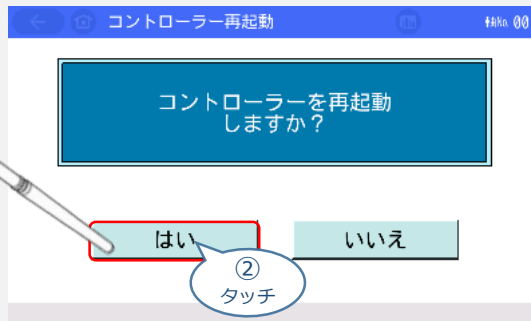 コントローラー再起動
コントローラーを再起動
しますか？
はい
いいえ
②
タッチ